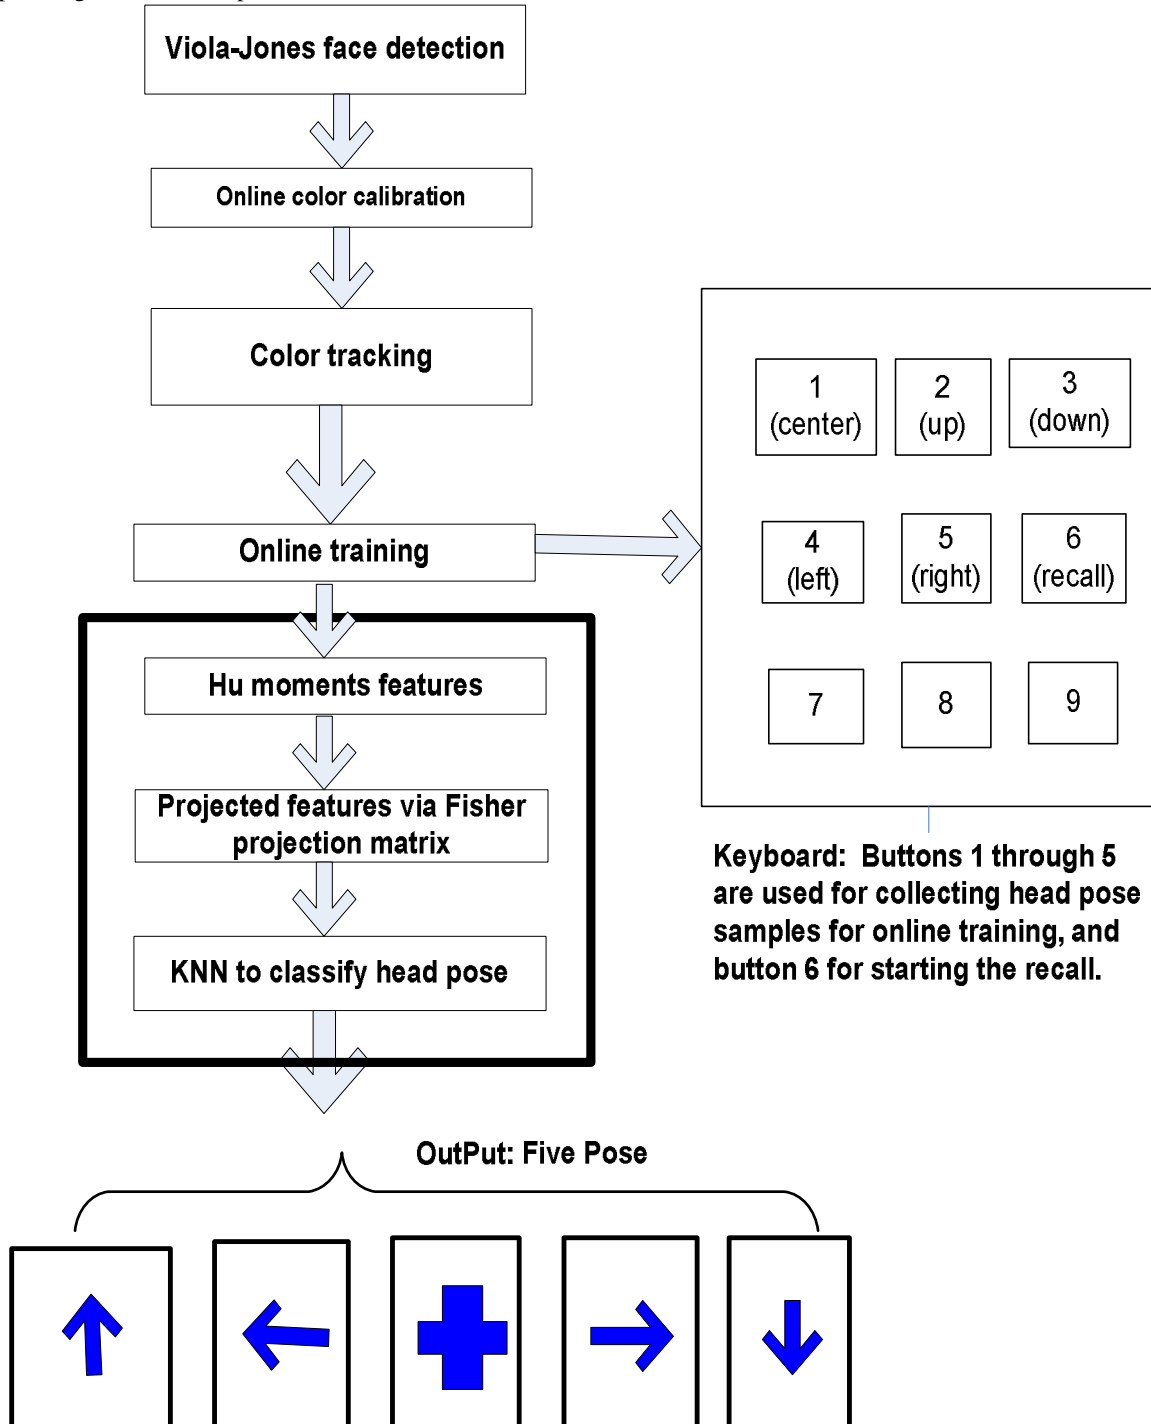 Viola-Jones face detection
Online color calibration
Color tracking
Online training
Hu moments features
Projected features via Fisher
projection matrix
KNN to classify head pose
1
(center)
2
(up)
3
(down)
4
(left)
5
(right)
6
(recall)
7
8
9
Keyboard: Buttons 1 through 5
are used for collecting head pose
samples for online training, and
button 6 for starting the recall.
OutPut: Five Pose